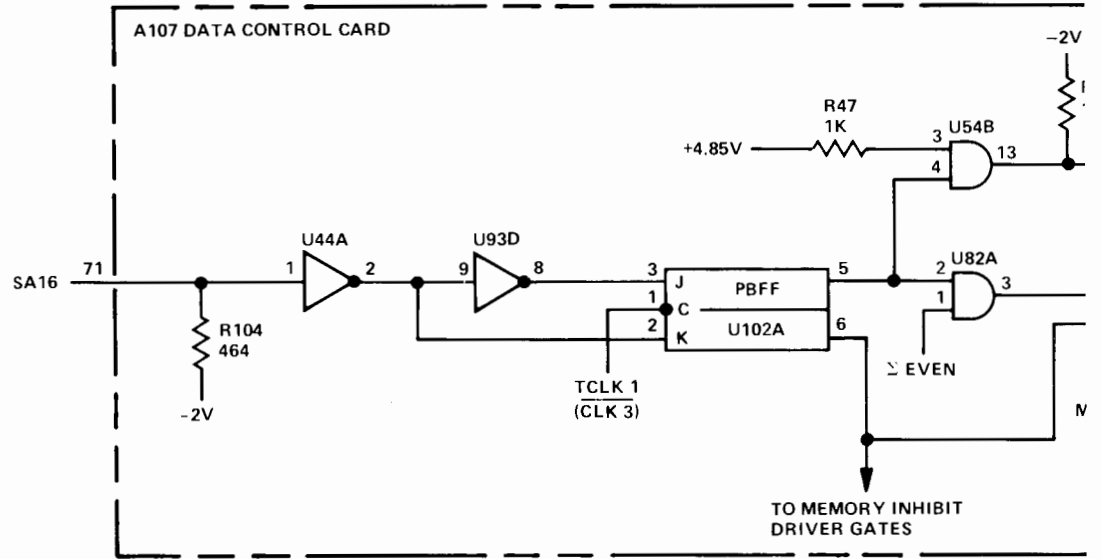 A107 DATA CONTROL CARD
-2V
R47
1K
U54B
3
+4.85V
4
13
U44A
U93D
U82A
SA16
71
1
2
9
8
3
J
PBFF
5
2
3
1
C
1
R104
464
2
K
U102A
6
Σ EVEN
-2V
TCLK 1
(CLK 3)
M
TO MEMORY INHIBIT
DRIVER GATES